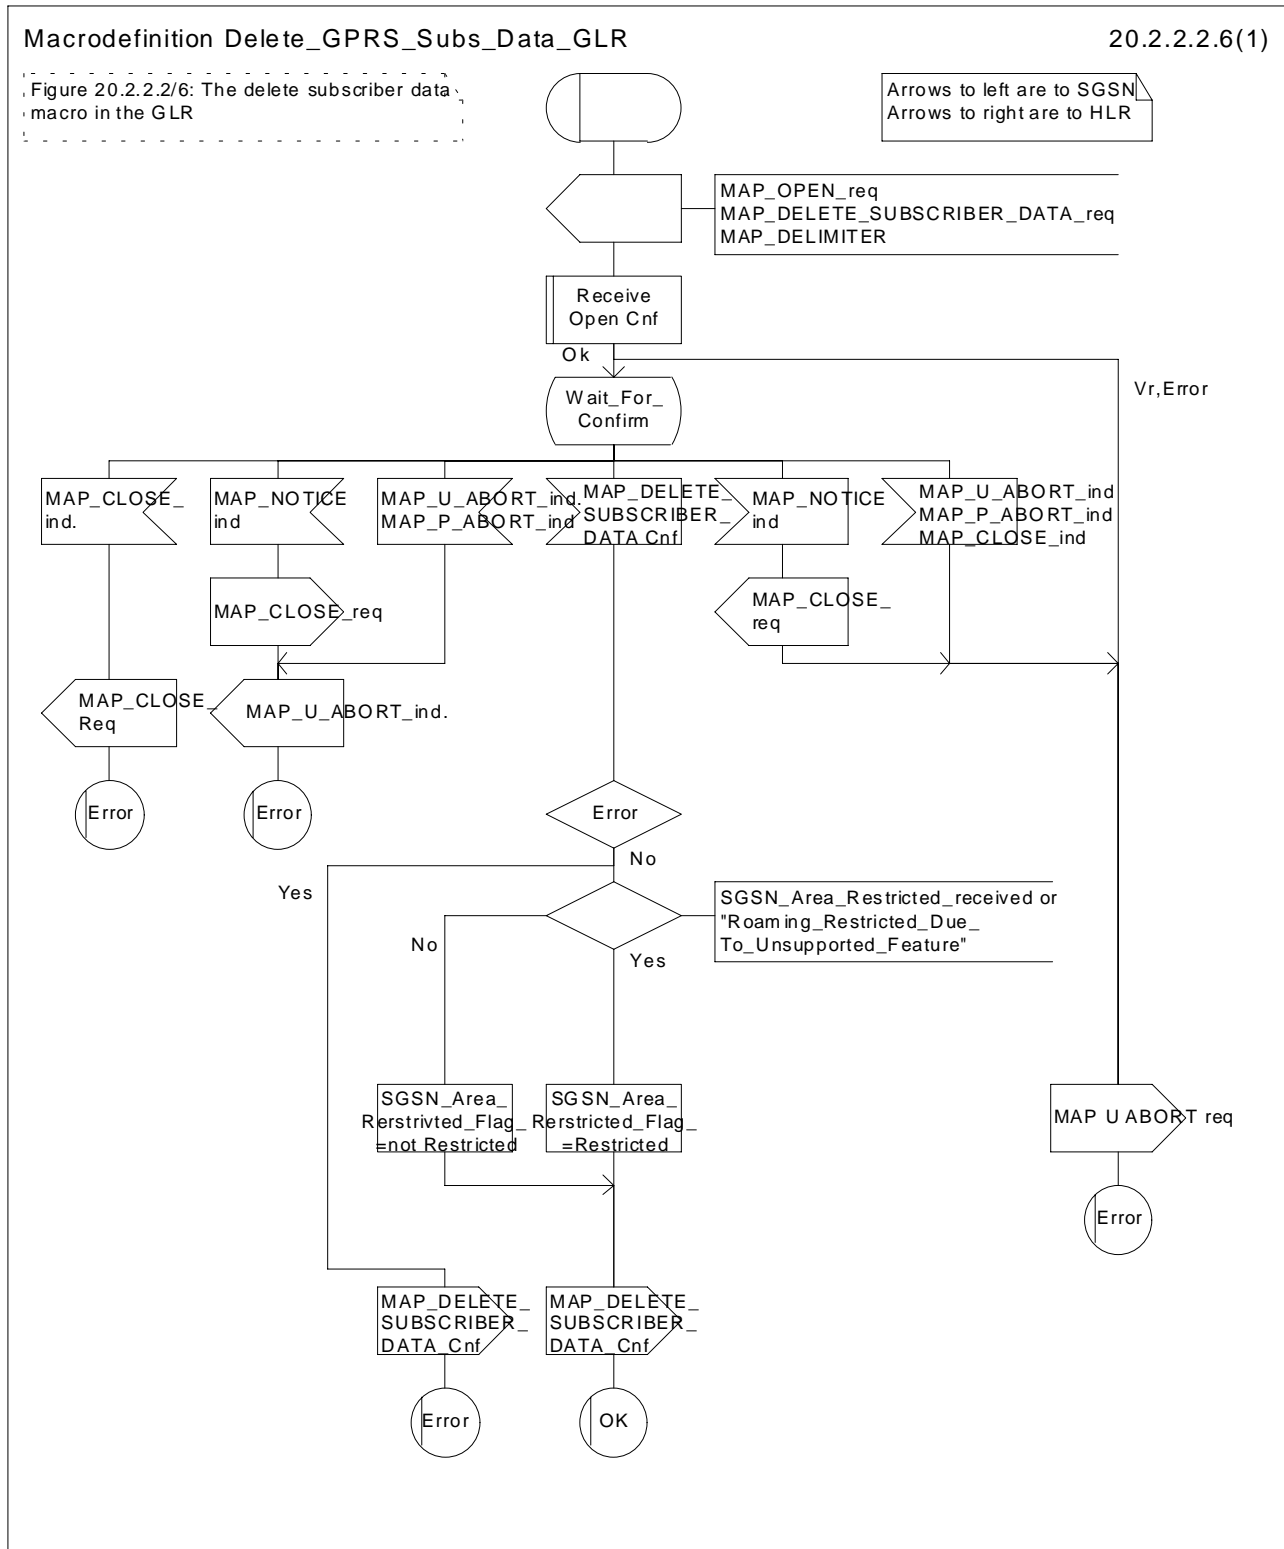 Macrodefinition Delete_GPRS_Subs_Data_GLR
20.2.2.2.6(1)
Figure 20.2.2.2/6: The delete subscriber data
macro in the GLR
Arrows to left are to SGSN
Arrows to right are to HLR
MAP_OPEN_req
MAP_DELETE_SUBSCRIBER_DATA_req
MAP_DELIMITER
Receive
Open Cnf
Ok
Vr,Error
Wait_For_
Confirm
MAP_CLOSE_
ind.
MAP_NOTICE
ind
MAP_U_ABORT_ind.
MAP_P_ABORT_ind
MAP_DELETE_
SUBSCRIBER_
DATA Cnf
MAP_NOTICE
ind
MAP_U_ABORT_ind
MAP_P_ABORT_ind
MAP_CLOSE_ind
MAP_CLOSE_req
MAP_CLOSE_
req
MAP_CLOSE_
Req
MAP_U_ABORT_ind.
Error
Error
Error
No
Yes
SGSN_Area_Restricted_received or
"Roaming_Restricted_Due_
To_Unsupported_Feature"
No
Yes
SGSN_Area_
Rerstrivted_Flag_
=not Restricted
SGSN_Area_
Rerstricted_Flag_
=Restricted
MAP U ABORT req
Error
MAP_DELETE_
SUBSCRIBER_
DATA_Cnf
MAP_DELETE_
SUBSCRIBER_
DATA_Cnf
Error
OK